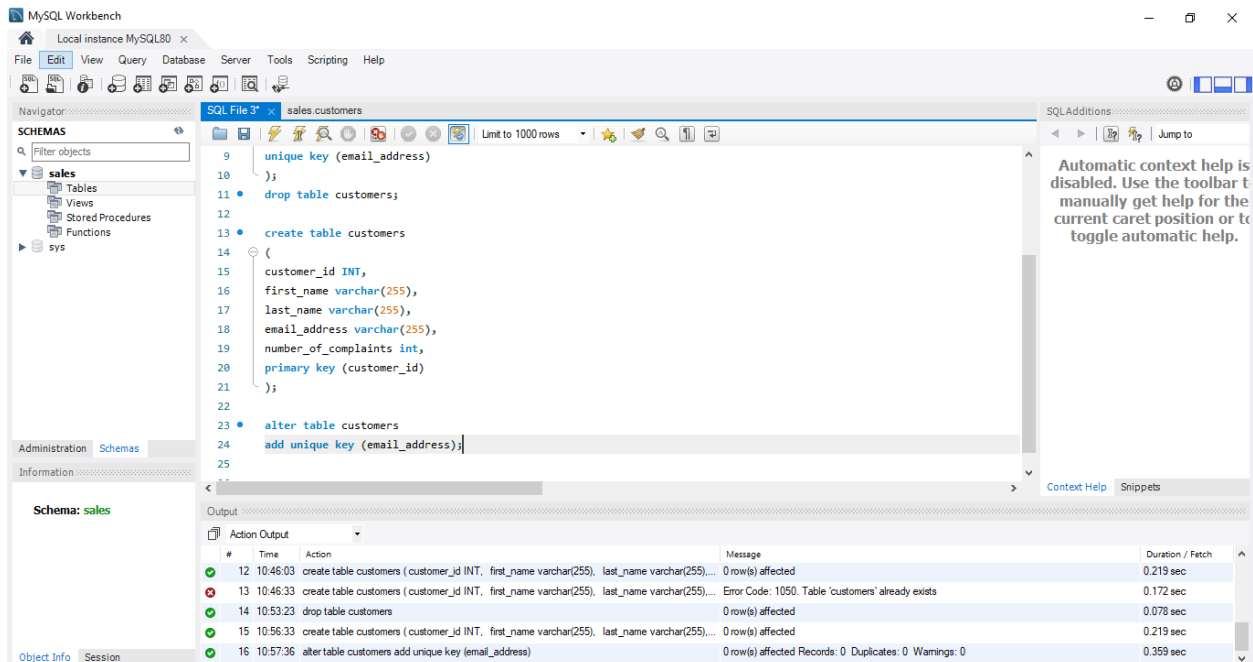 MySQL Workbench
Local instance MySQL80
File Edit View Query Database Server Tools Scripting Help
Navigator
SCHEMAS
Filter objects
sales
Tables
Views
Stored Procedures
Functions
sys
Administration Schemas
Information
Schema: sales
Object Info Session
SQL File 3* sales.customers
Limit to 1000 rows
9 unique key (email_address)
10 );
11 drop table customers;
12
13 create table customers
14 (
15 customer_id INT,
16 first_name varchar(255),
17 last_name varchar(255),
18 email_address varchar(255),
19 number_of_complaints int,
20 primary key (customer_id)
21 );
22
23 alter table customers
24 add unique key (email_address);
25
SQLAdditions
Jump to
Automatic context help is
disabled. Use the toolbar
manually get help for the
current caret position or
toggle automatic help.
Context Help Snippets
Output
Action Output
# Time Action Message Duration / Fetch
12 10:46:03 create table customers ( customer_id INT, first_name varchar(255), last_name varchar(255),... 0 row(s) affected 0.219 sec
13 10:46:33 create table customers ( customer_id INT, first_name varchar(255), last_name varchar(255),... Error Code: 1050. Table 'customers' already exists 0.172 sec
14 10:53:23 drop table customers 0 row(s) affected 0.078 sec
15 10:56:33 create table customers ( customer_id INT, first_name varchar(255), last_name varchar(255),... 0 row(s) affected 0.219 sec
16 10:57:36 alter table customers add unique key (email_address) 0 row(s) affected Records: 0 Duplicates: 0 Warnings: 0 0.359 sec